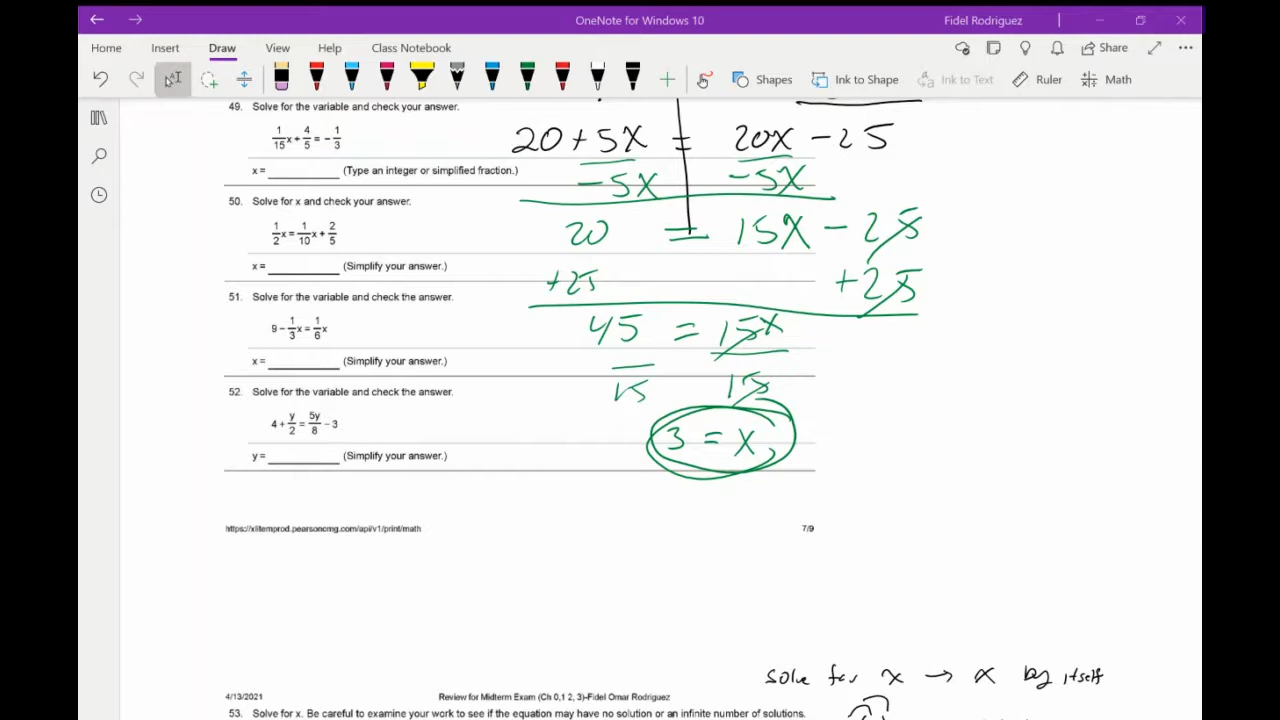 OneNote for Windows 10
Fidel Rodriguez
Home Insert Draw View Help Class Notebook
Share
Shapes Ink to Shape Ink to Text Ruler Math
49. Solve for the variable and check your answer.
1/15 x + 4/5 = - 1/3
x = ________ (Type an integer or simplified fraction.)
50. Solve for x and check your answer.
1/2 x = 1/10 x + 2/5
x = ________ (Simplify your answer.)
51. Solve for the variable and check the answer.
9 - 1/3 x = 1/6 x
x = ________ (Simplify your answer.)
52. Solve for the variable and check the answer.
4 + y/2 = 5y/8 - 3
y = ________ (Simplify your answer.)
20 + 5x = 20x - 25
-5x -5x
20 = 15x - 25
+25 +25
45 = 15x
15 15
3 = x
https://xlitemprod.pearsoncmg.com/api/v1/print/math
7/9
solve for x → x by itself
4/13/2021
Review for Midterm Exam (Ch 0,1 2, 3)-Fidel Omar Rodriguez
53. Solve for x. Be careful to examine your work to see if the equation may have no solution or an infinite number of solutions.